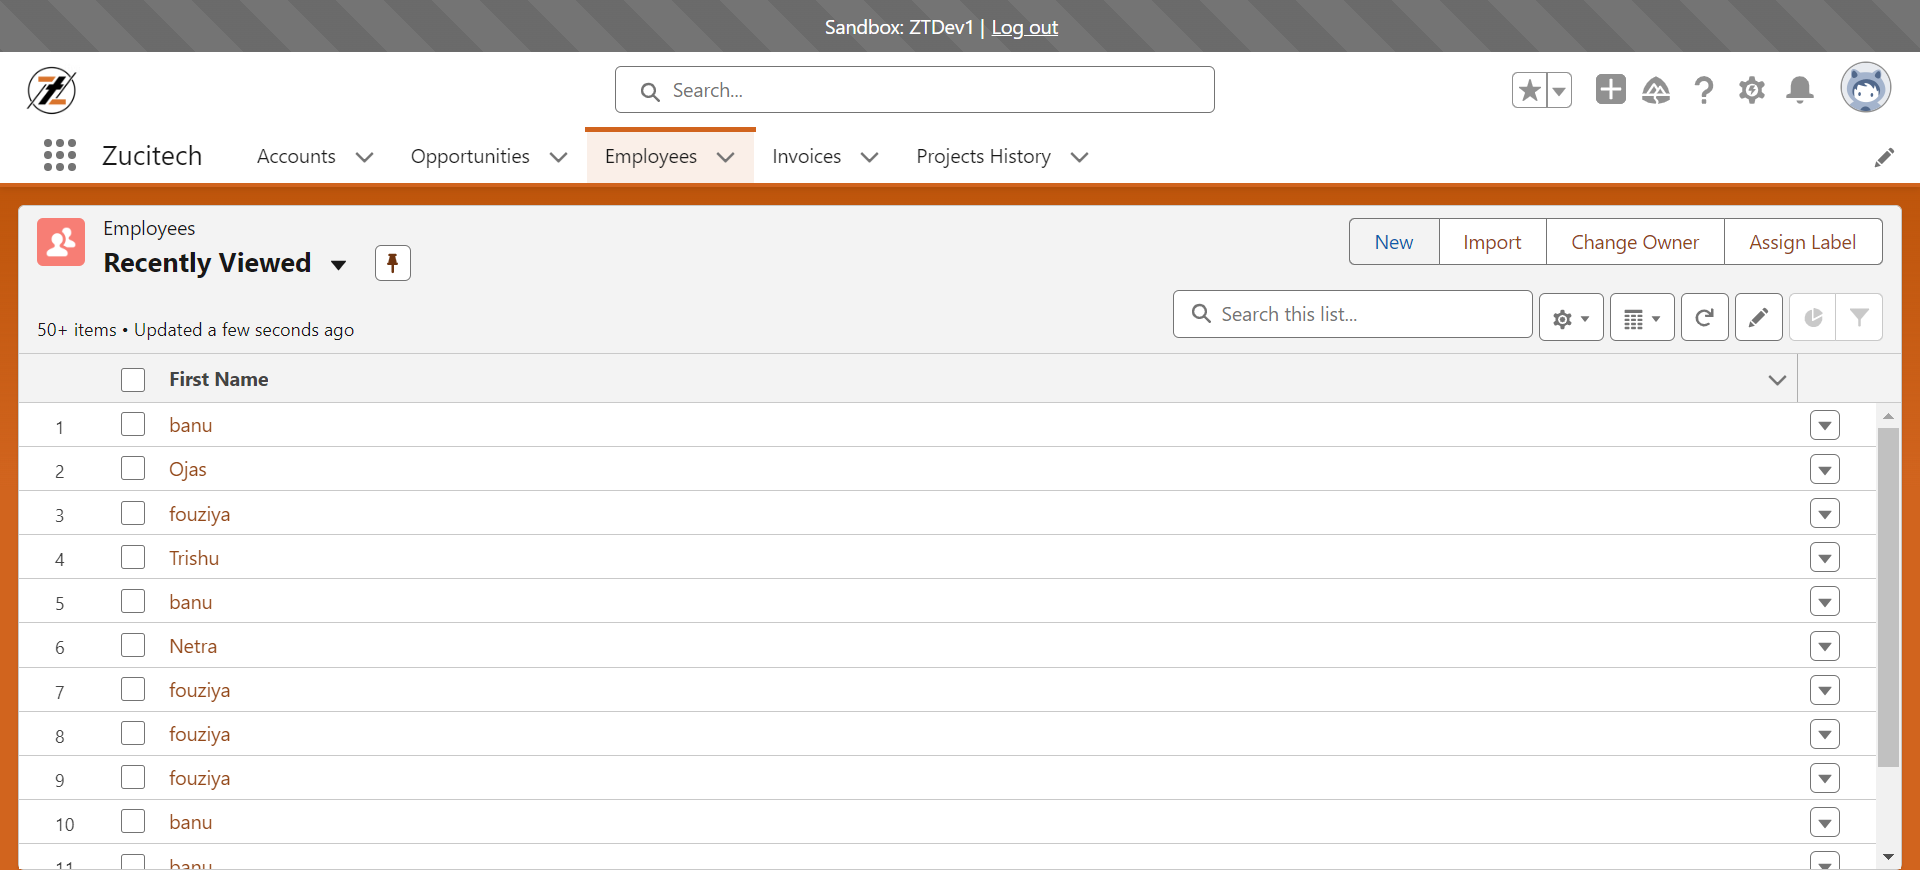 Sandbox: ZTDev1 | Log out
Search...
Zucitech Accounts Opportunities Employees Invoices Projects History
Employees
Recently Viewed
New Import Change Owner Assign Label
50+ items • Updated a few seconds ago
Search this list...
First Name
1 banu
2 Ojas
3 fouziya
4 Trishu
5 banu
6 Netra
7 fouziya
8 fouziya
9 fouziya
10 banu
11 banu